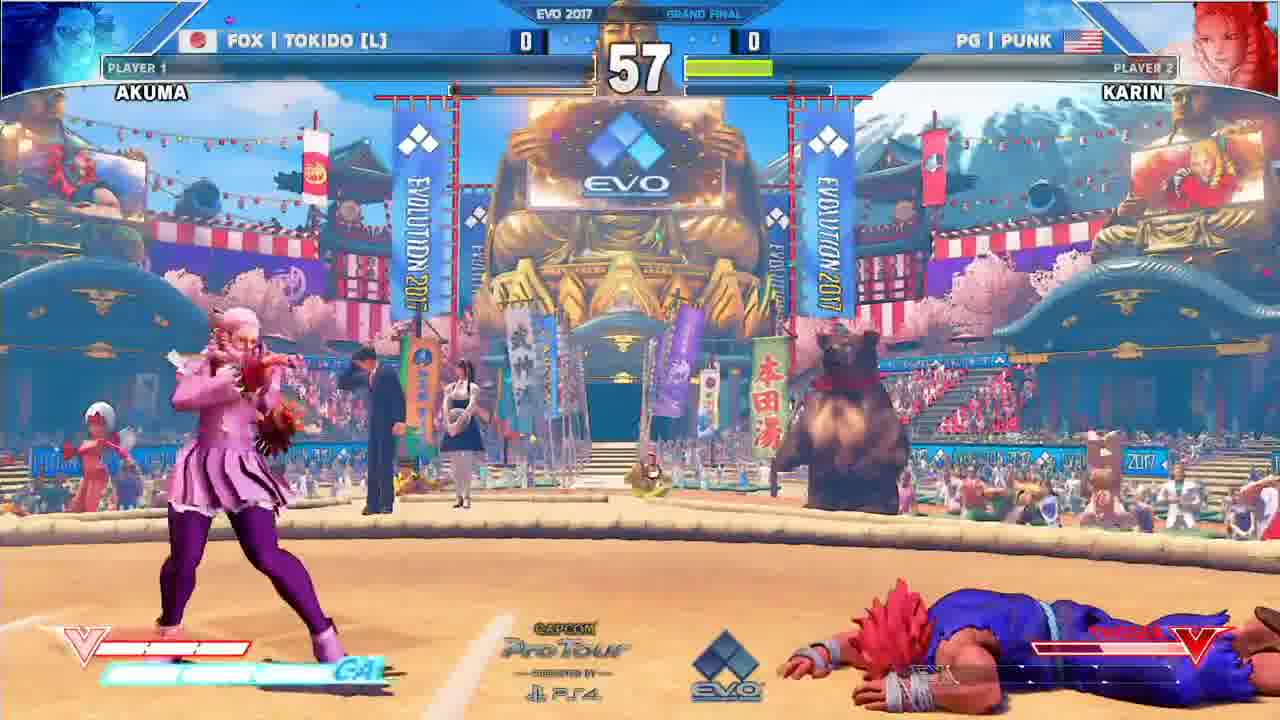 EVO 2017
GRAND FINAL
FOX | TOKIDO [L]
0
57
0
PG | PUNK
PLAYER 1
PLAYER 2
AKUMA
KARIN
EVO
EVOLUTION 2017
EVOLUTION 2017
本田湯
2017
CA
CAPCOM
Pro Tour
PS4
EVO